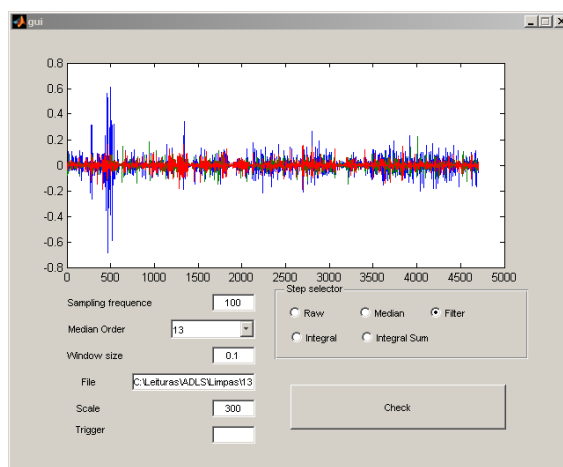 gui
0.8
0.6
0.4
0.2
0
-0.2
-0.4
-0.6
-0.8
0 500 1000 1500 2000 2500 3000 3500 4000 4500 5000
Sampling frequence 100
Median Order 13
Window size 0.1
File C:\Leituras\ADLS\Limpas\13
Scale 300
Trigger
Step selector
Raw Median Filter
Integral Integral Sum
Check